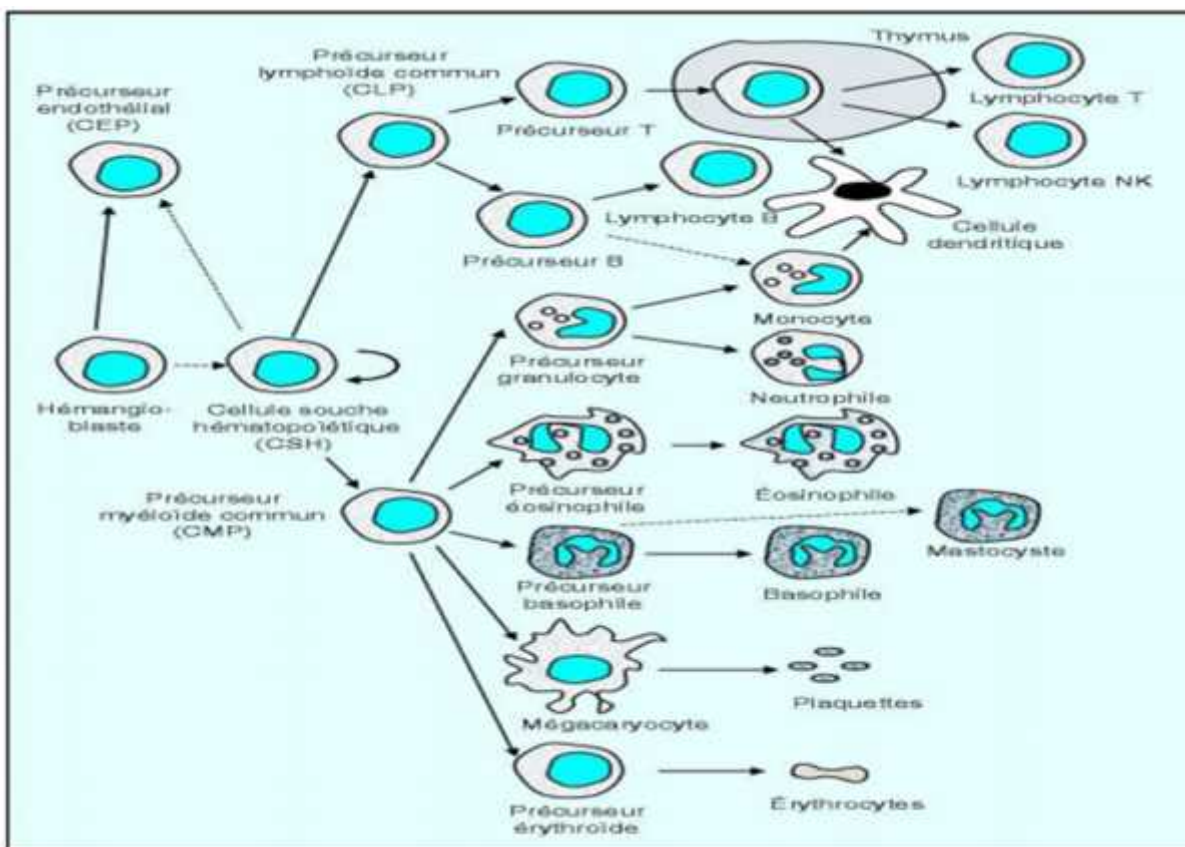 Précurseur
endothélial
(CEP)
Précurseur
lymphoïde commun
(CLP)
Précurseur T
Thymus
Lymphocyte T
Lymphocyte NK
Lymphocyte B
Précurseur B
Cellule
dendritique
Monocyte
Précurseur
granulocyte
Neutrophile
Hémangio-
blaste
Cellule souche
hématopoïétique
(CSH)
Précurseur
myéloïde commun
(CMP)
Précurseur
éosinophile
Éosinophile
Mastocyste
Précurseur
basophile
Basophile
Mégacaryocyte
Plaquettes
Précurseur
érythroïde
Érythrocytes